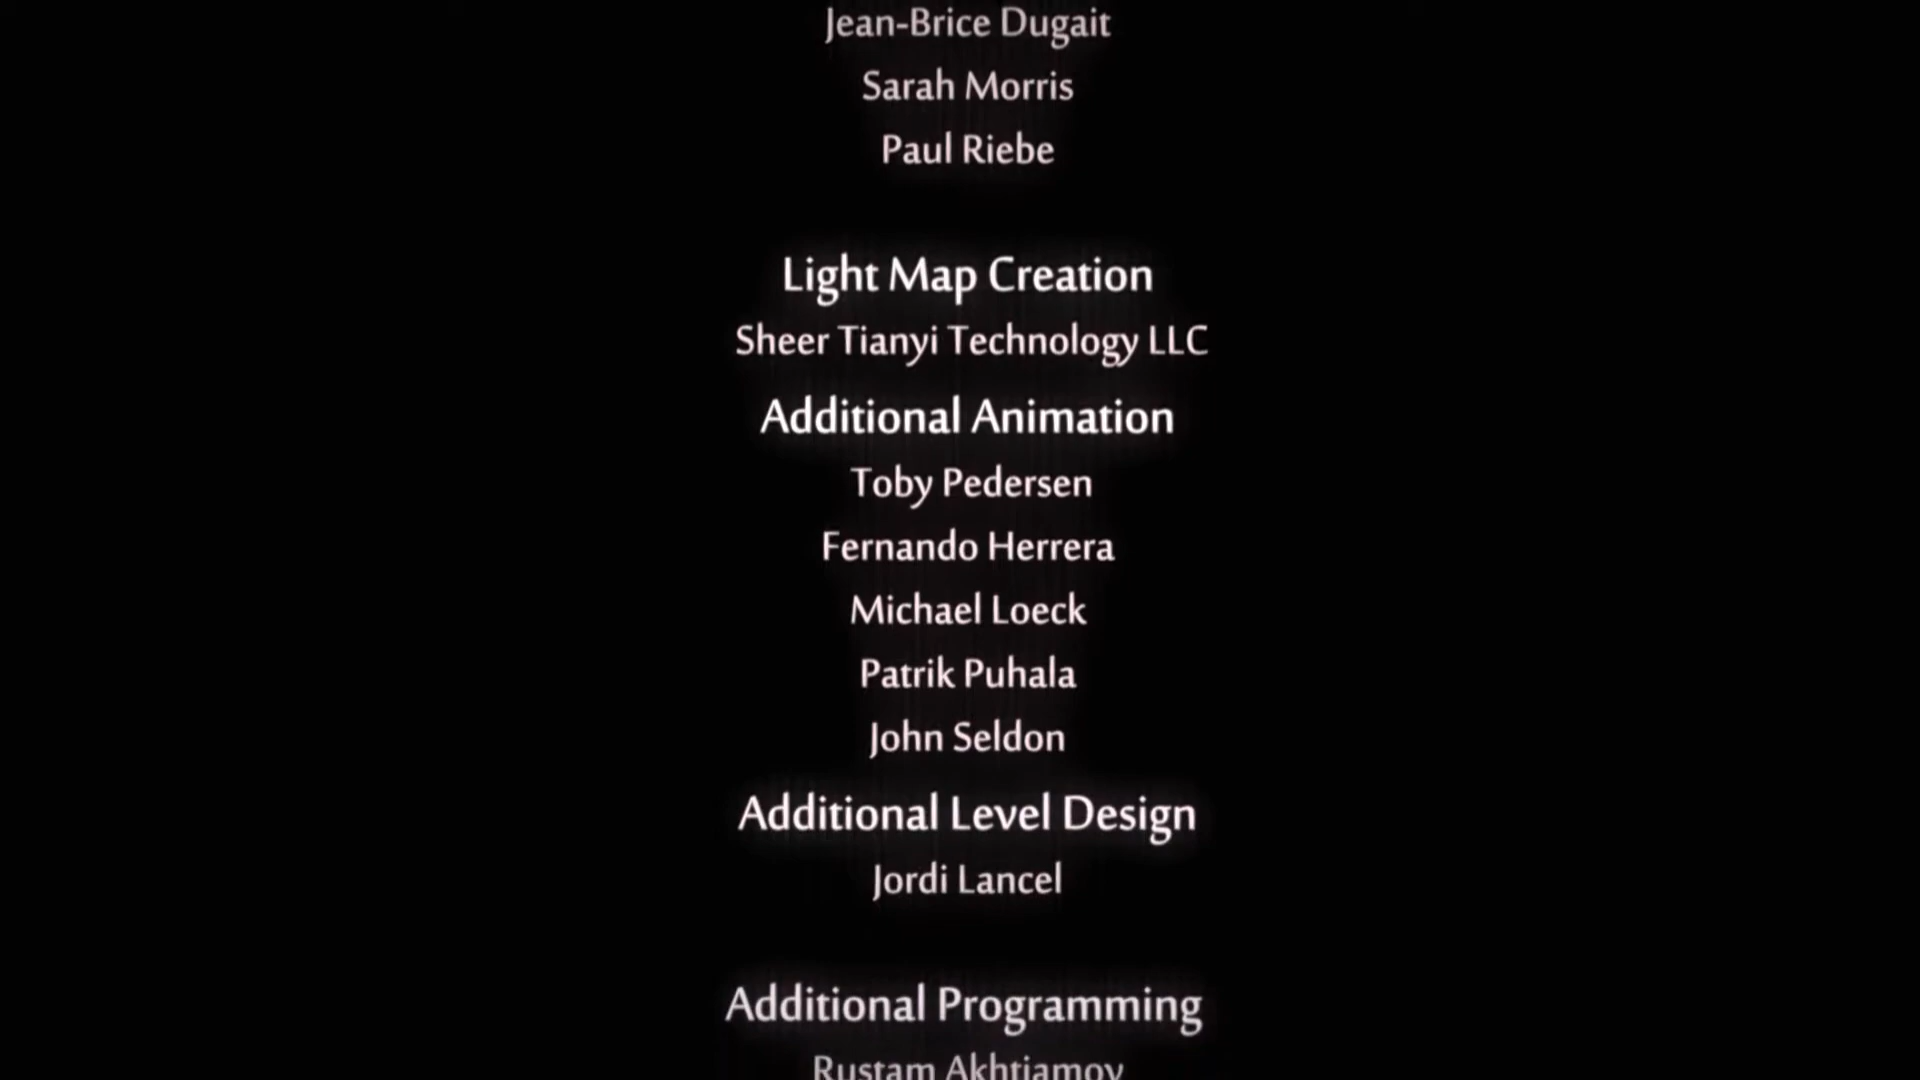 Jean-Brice Dugait
Sarah Morris
Paul Riebe
Light Map Creation
Sheer Tianyi Technology LLC
Additional Animation
Toby Pedersen
Fernando Herrera
Michael Loeck
Patrik Puhala
John Seldon
Additional Level Design
Jordi Lancel
Additional Programming
Rustam Akhtiamov